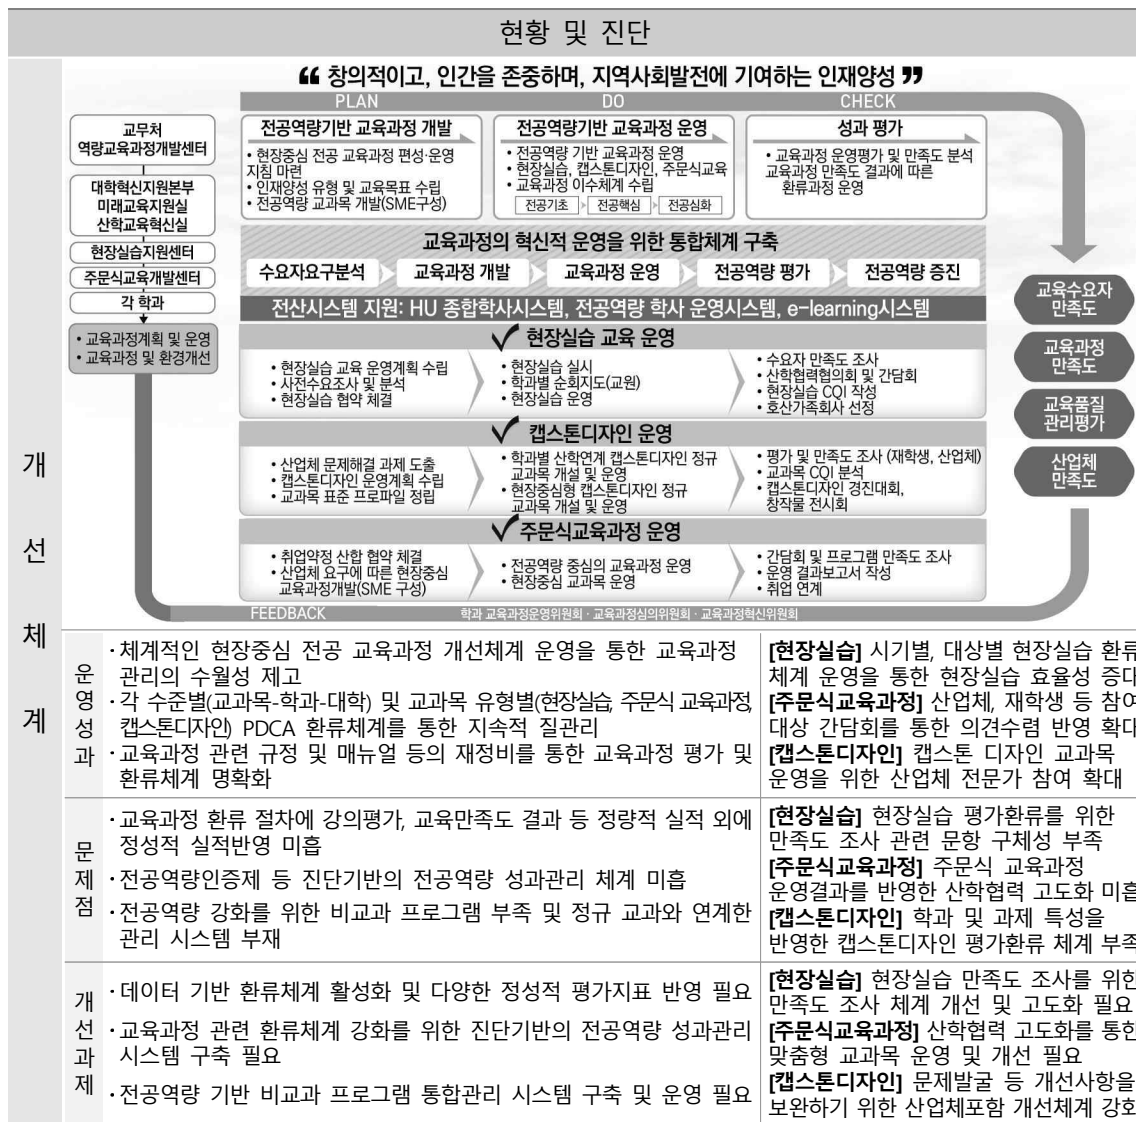 현황 및 진단
개
선
체
계
❝ 창의적이고, 인간을 존중하며, 지역사회발전에 기여하는 인재양성 ❞
PLAN
DO
CHECK
교무처
역량교육과정개발센터
대학혁신지원본부
미래교육지원실
산학교육혁신실
현장실습지원센터
주문식교육개발센터
각 학과
• 교육과정계획 및 운영
• 교육과정 및 환경개선
전공역량기반 교육과정 개발
• 현장중심 전공 교육과정 편성·운영
지침 마련
• 인재양성 유형 및 교육목표 수립
• 전공역량 교과목 개발(SME구성)
전공역량기반 교육과정 운영
• 전공역량 기반 교육과정 운영
• 현장실습, 캡스톤디자인, 주문식교육
• 교육과정 이수체계 수립
전공기초
전공핵심
전공심화
성과 평가
• 교육과정 운영평가 및 만족도 분석
교육과정 만족도 결과에 따른
환류과정 운영
교육과정의 혁신적 운영을 위한 통합체계 구축
수요자요구분석
교육과정 개발
교육과정 운영
전공역량 평가
전공역량 증진
전산시스템 지원: HU 종합학사시스템, 전공역량 학사 운영시스템, e-learning시스템
현장실습 교육 운영
• 현장실습 교육 운영계획 수립
• 사전수요조사 및 분석
• 현장실습 협약 체결
• 현장실습 실시
• 학과별 순회지도(교원)
• 현장실습 운영
• 수요자 만족도 조사
• 산학협력협의회 및 간담회
• 현장실습 CQI 작성
• 호산가족회사 선정
캡스톤디자인 운영
• 산업체 문제해결 과제 도출
• 캡스톤디자인 운영계획 수립
• 교과목 표준 프로파일 정립
• 학과별 산학연계 캡스톤디자인 정규
교과목 개설 및 운영
• 현장중심형 캡스톤디자인 정규
교과목 개설 및 운영
• 평가 및 만족도 조사 (재학생, 산업체)
• 교과목 CQI 분석
• 캡스톤디자인 경진대회,
창작물 전시회
주문식교육과정 운영
• 취업약정 산합 협약 체결
• 산업체 요구에 따른 현장중심
교육과정개발(SME 구성)
• 전공역량 중심의 교육과정 운영
• 현장중심 교과목 운영
• 간담회 및 프로그램 만족도 조사
• 운영 결과보고서 작성
• 취업 연계
FEEDBACK
학과 교육과정운영위원회 · 교육과정심의위원회 · 교육과정혁신위원회
교육수요자
만족도
교육과정
만족도
교육품질
관리평가
산업체
만족도
운
영
성
과
· 체계적인 현장중심 전공 교육과정 개선체계 운영을 통한 교육과정
관리의 수월성 제고
· 각 수준별(교과목-학과-대학) 및 교과목 유형별(현장실습, 주문식 교육과정,
캡스톤디자인) PDCA 환류체계를 통한 지속적 질관리
· 교육과정 관련 규정 및 매뉴얼 등의 재정비를 통한 교육과정 평가 및
환류체계 명확화
[현장실습] 시기별, 대상별 현장실습 환류
체계 운영을 통한 현장실습 효율성 증대
[주문식교육과정] 산업체, 재학생 등 참여
대상 간담회를 통한 의견수렴 반영 확대
[캡스톤디자인] 캡스톤 디자인 교과목
운영을 위한 산업체 전문가 참여 확대
문
제
점
· 교육과정 환류 절차에 강의평가, 교육만족도 결과 등 정량적 실적 외에
정성적 실적반영 미흡
· 전공역량인증제 등 진단기반의 전공역량 성과관리 체계 미흡
· 전공역량 강화를 위한 비교과 프로그램 부족 및 정규 교과와 연계한
관리 시스템 부재
[현장실습] 현장실습 평가환류를 위한
만족도 조사 관련 문항 구체성 부족
[주문식교육과정] 주문식 교육과정
운영결과를 반영한 산학협력 고도화 미흡
[캡스톤디자인] 학과 및 과제 특성을
반영한 캡스톤디자인 평가환류 체계 부족
개
선
과
제
· 데이터 기반 환류체계 활성화 및 다양한 정성적 평가지표 반영 필요
· 교육과정 관련 환류체계 강화를 위한 진단기반의 전공역량 성과관리
시스템 구축 필요
· 전공역량 기반 비교과 프로그램 통합관리 시스템 구축 및 운영 필요
[현장실습] 현장실습 만족도 조사를 위한
만족도 조사 체계 개선 및 고도화 필요
[주문식교육과정] 산학협력 고도화를 통한
맞춤형 교과목 운영 및 개선 필요
[캡스톤디자인] 문제발굴 등 개선사항을
보완하기 위한 산업체포함 개선체계 강화